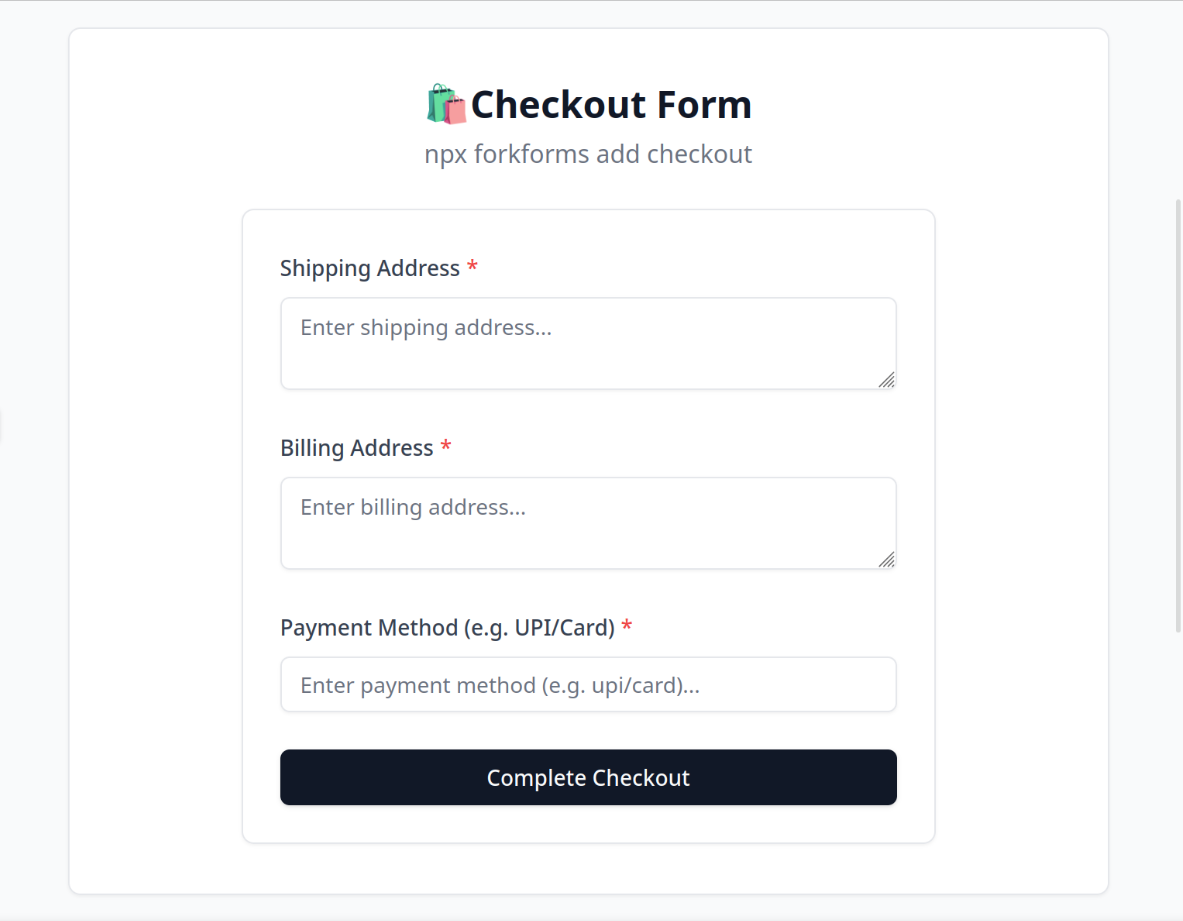 Checkout Form
npx forkforms add checkout
Shipping Address *
Enter shipping address...
Billing Address *
Enter billing address...
Payment Method (e.g. UPI/Card) *
Enter payment method (e.g. upi/card)...
Complete Checkout